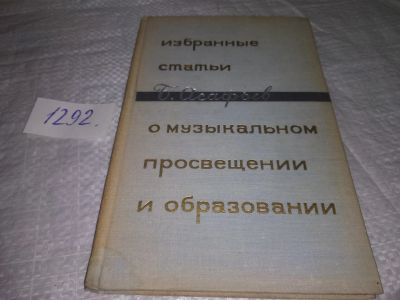 избранные
статьи
Б. Асафьев
о музыкальном
просвещении
и образовании
1292.